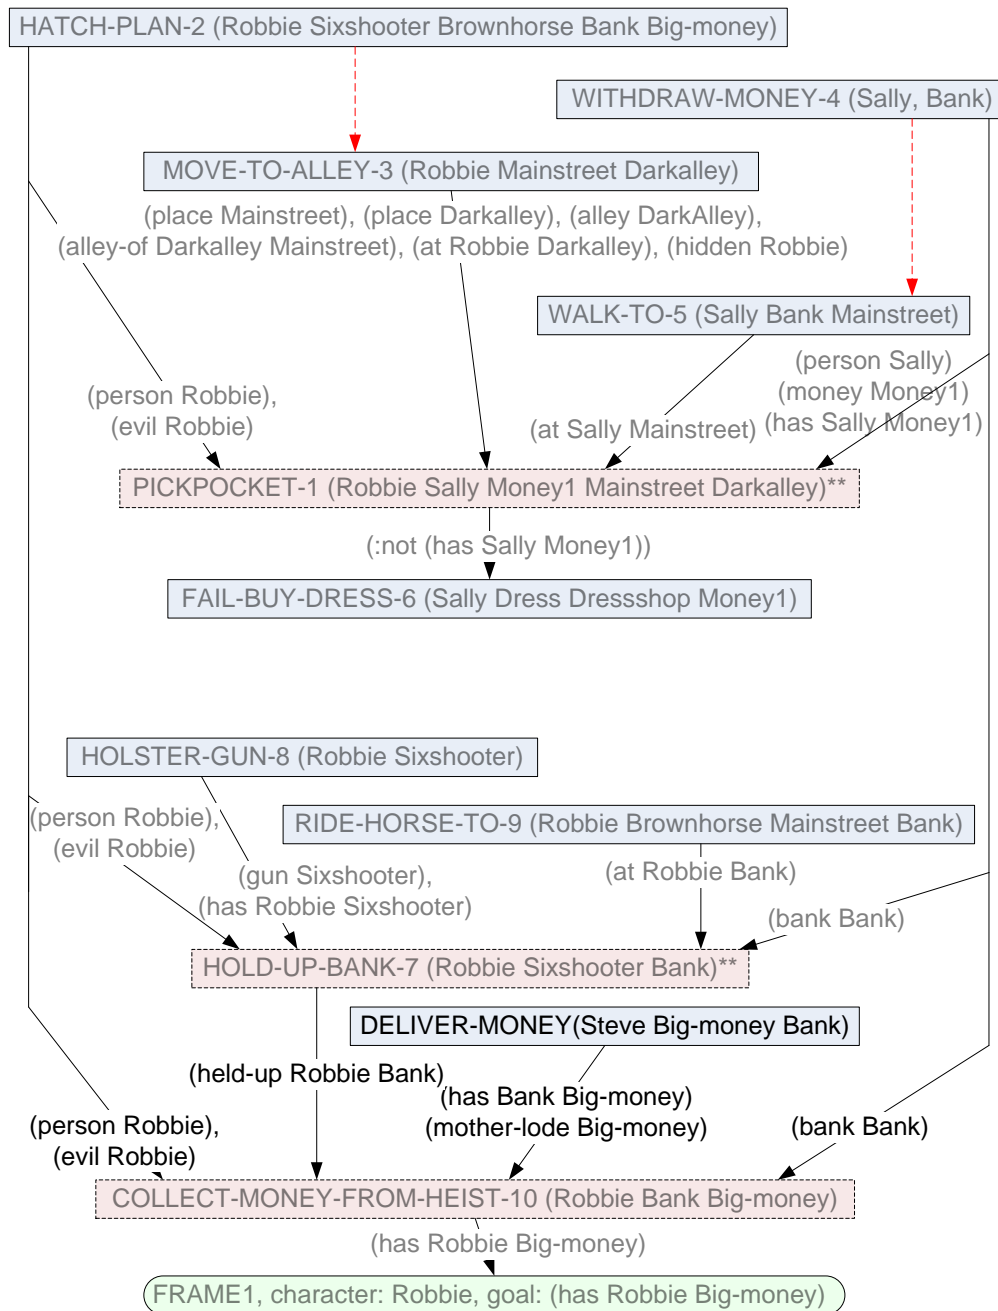 HATCH-PLAN-2 (Robbie Sixshooter Brownhorse Bank Big-money)
WITHDRAW-MONEY-4 (Sally, Bank)
MOVE-TO-ALLEY-3 (Robbie Mainstreet Darkalley)
(place Mainstreet), (place Darkalley), (alley DarkAlley),
(alley-of Darkalley Mainstreet), (at Robbie Darkalley), (hidden Robbie)
WALK-TO-5 (Sally Bank Mainstreet)
(person Sally)
(money Money1)
(has Sally Money1)
(person Robbie),
(evil Robbie)
(at Sally Mainstreet)
PICKPOCKET-1 (Robbie Sally Money1 Mainstreet Darkalley)**
(:not (has Sally Money1))
FAIL-BUY-DRESS-6 (Sally Dress Dressshop Money1)
HOLSTER-GUN-8 (Robbie Sixshooter)
(person Robbie),
(evil Robbie)
RIDE-HORSE-TO-9 (Robbie Brownhorse Mainstreet Bank)
(gun Sixshooter),
(has Robbie Sixshooter)
(at Robbie Bank)
(bank Bank)
HOLD-UP-BANK-7 (Robbie Sixshooter Bank)**
DELIVER-MONEY(Steve Big-money Bank)
(held-up Robbie Bank)
(has Bank Big-money)
(mother-lode Big-money)
(person Robbie),
(evil Robbie)
(bank Bank)
COLLECT-MONEY-FROM-HEIST-10 (Robbie Bank Big-money)
(has Robbie Big-money)
FRAME1, character: Robbie, goal: (has Robbie Big-money)